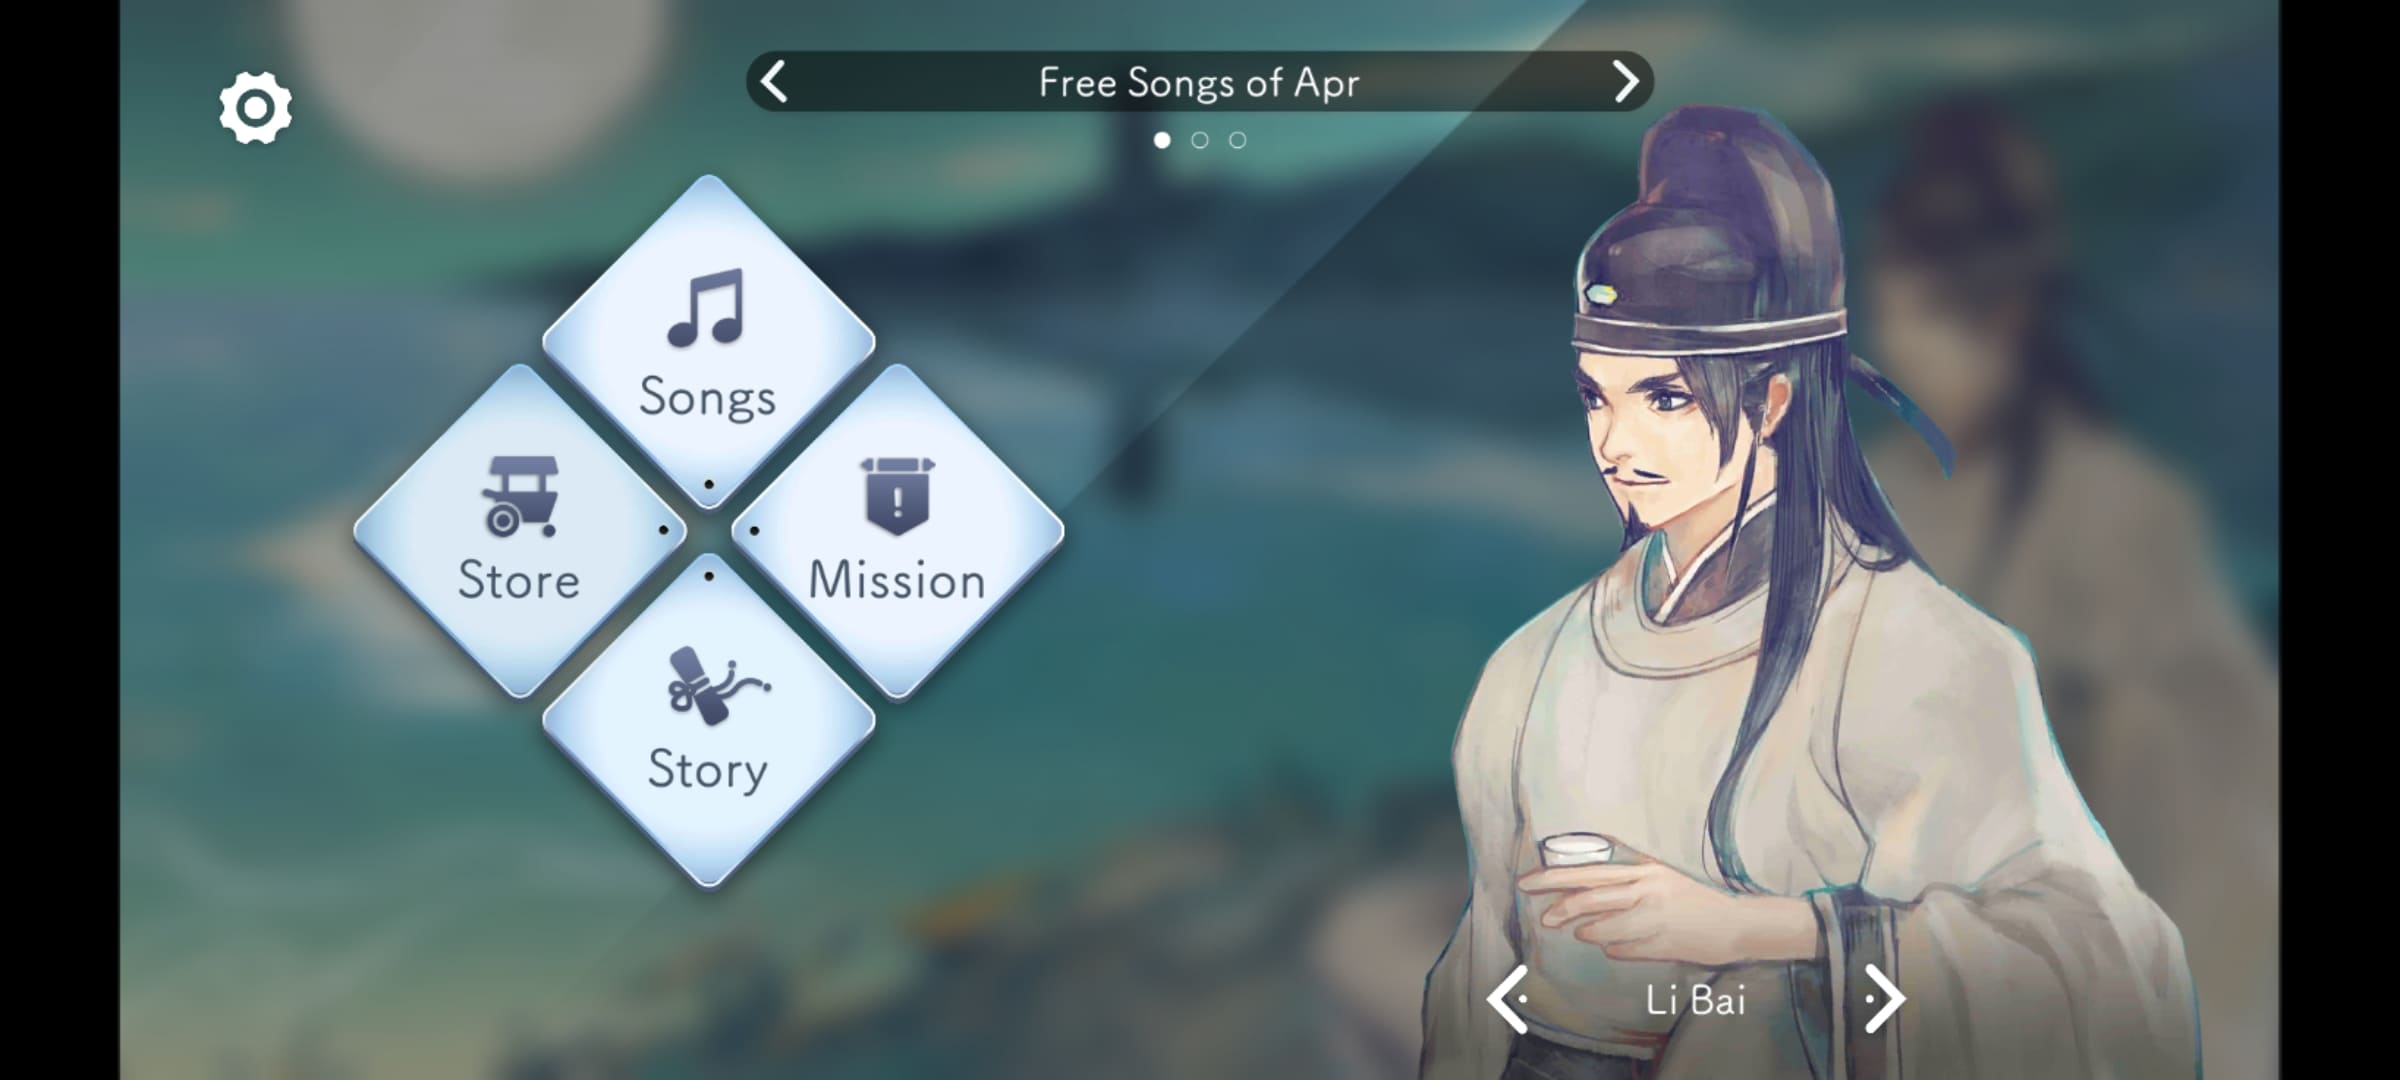 Free Songs of Apr
Songs
Store
Mission
Story
Li Bai